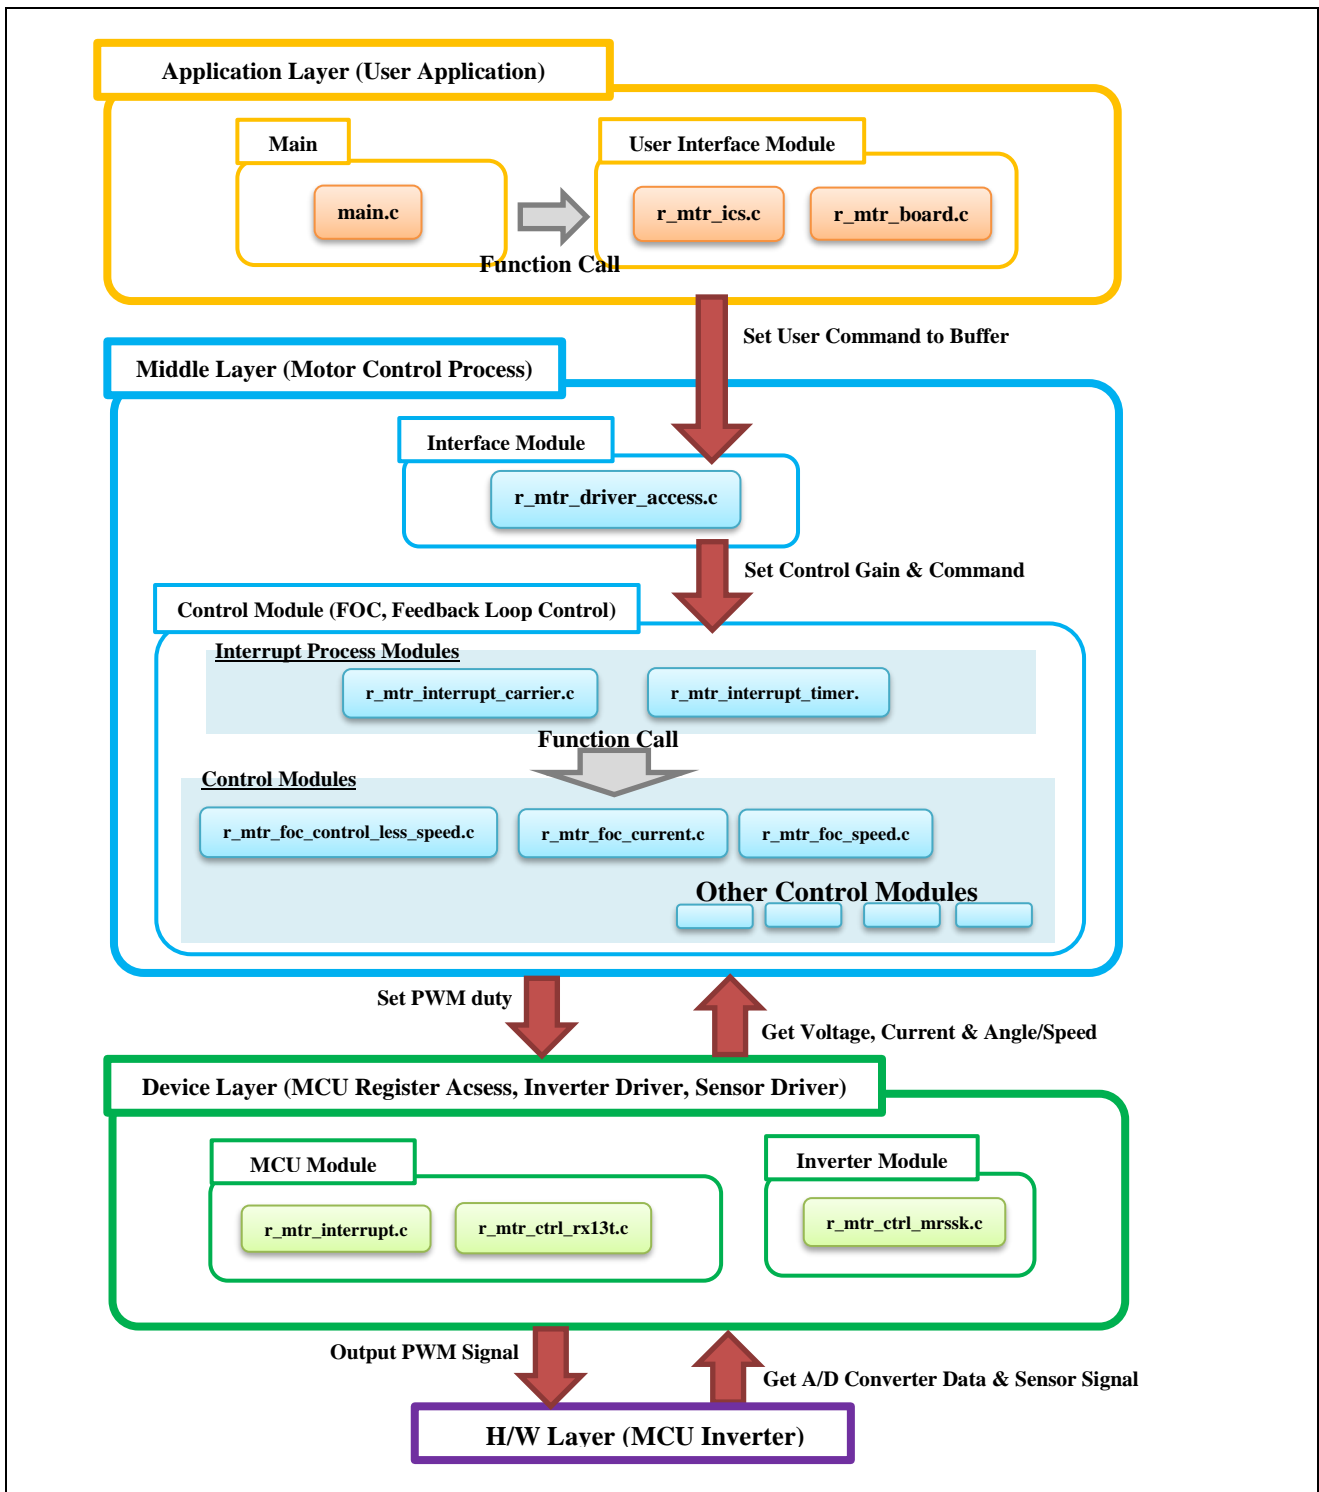 Application Layer (User Application)
Main
User Interface Module
main.c
r_mtr_ics.c
r_mtr_board.c
Function Call
Set User Command to Buffer
Middle Layer (Motor Control Process)
Interface Module
r_mtr_driver_access.c
Set Control Gain & Command
Control Module (FOC, Feedback Loop Control)
Interrupt Process Modules
r_mtr_interrupt_carrier.c
r_mtr_interrupt_timer.
Function Call
Control Modules
r_mtr_foc_control_less_speed.c
r_mtr_foc_current.c
r_mtr_foc_speed.c
Other Control Modules
Set PWM duty
Get Voltage, Current & Angle/Speed
Device Layer (MCU Register Acsess, Inverter Driver, Sensor Driver)
MCU Module
Inverter Module
r_mtr_interrupt.c
r_mtr_ctrl_rx13t.c
r_mtr_ctrl_mrssk.c
Output PWM Signal
Get A/D Converter Data & Sensor Signal
H/W Layer (MCU Inverter)